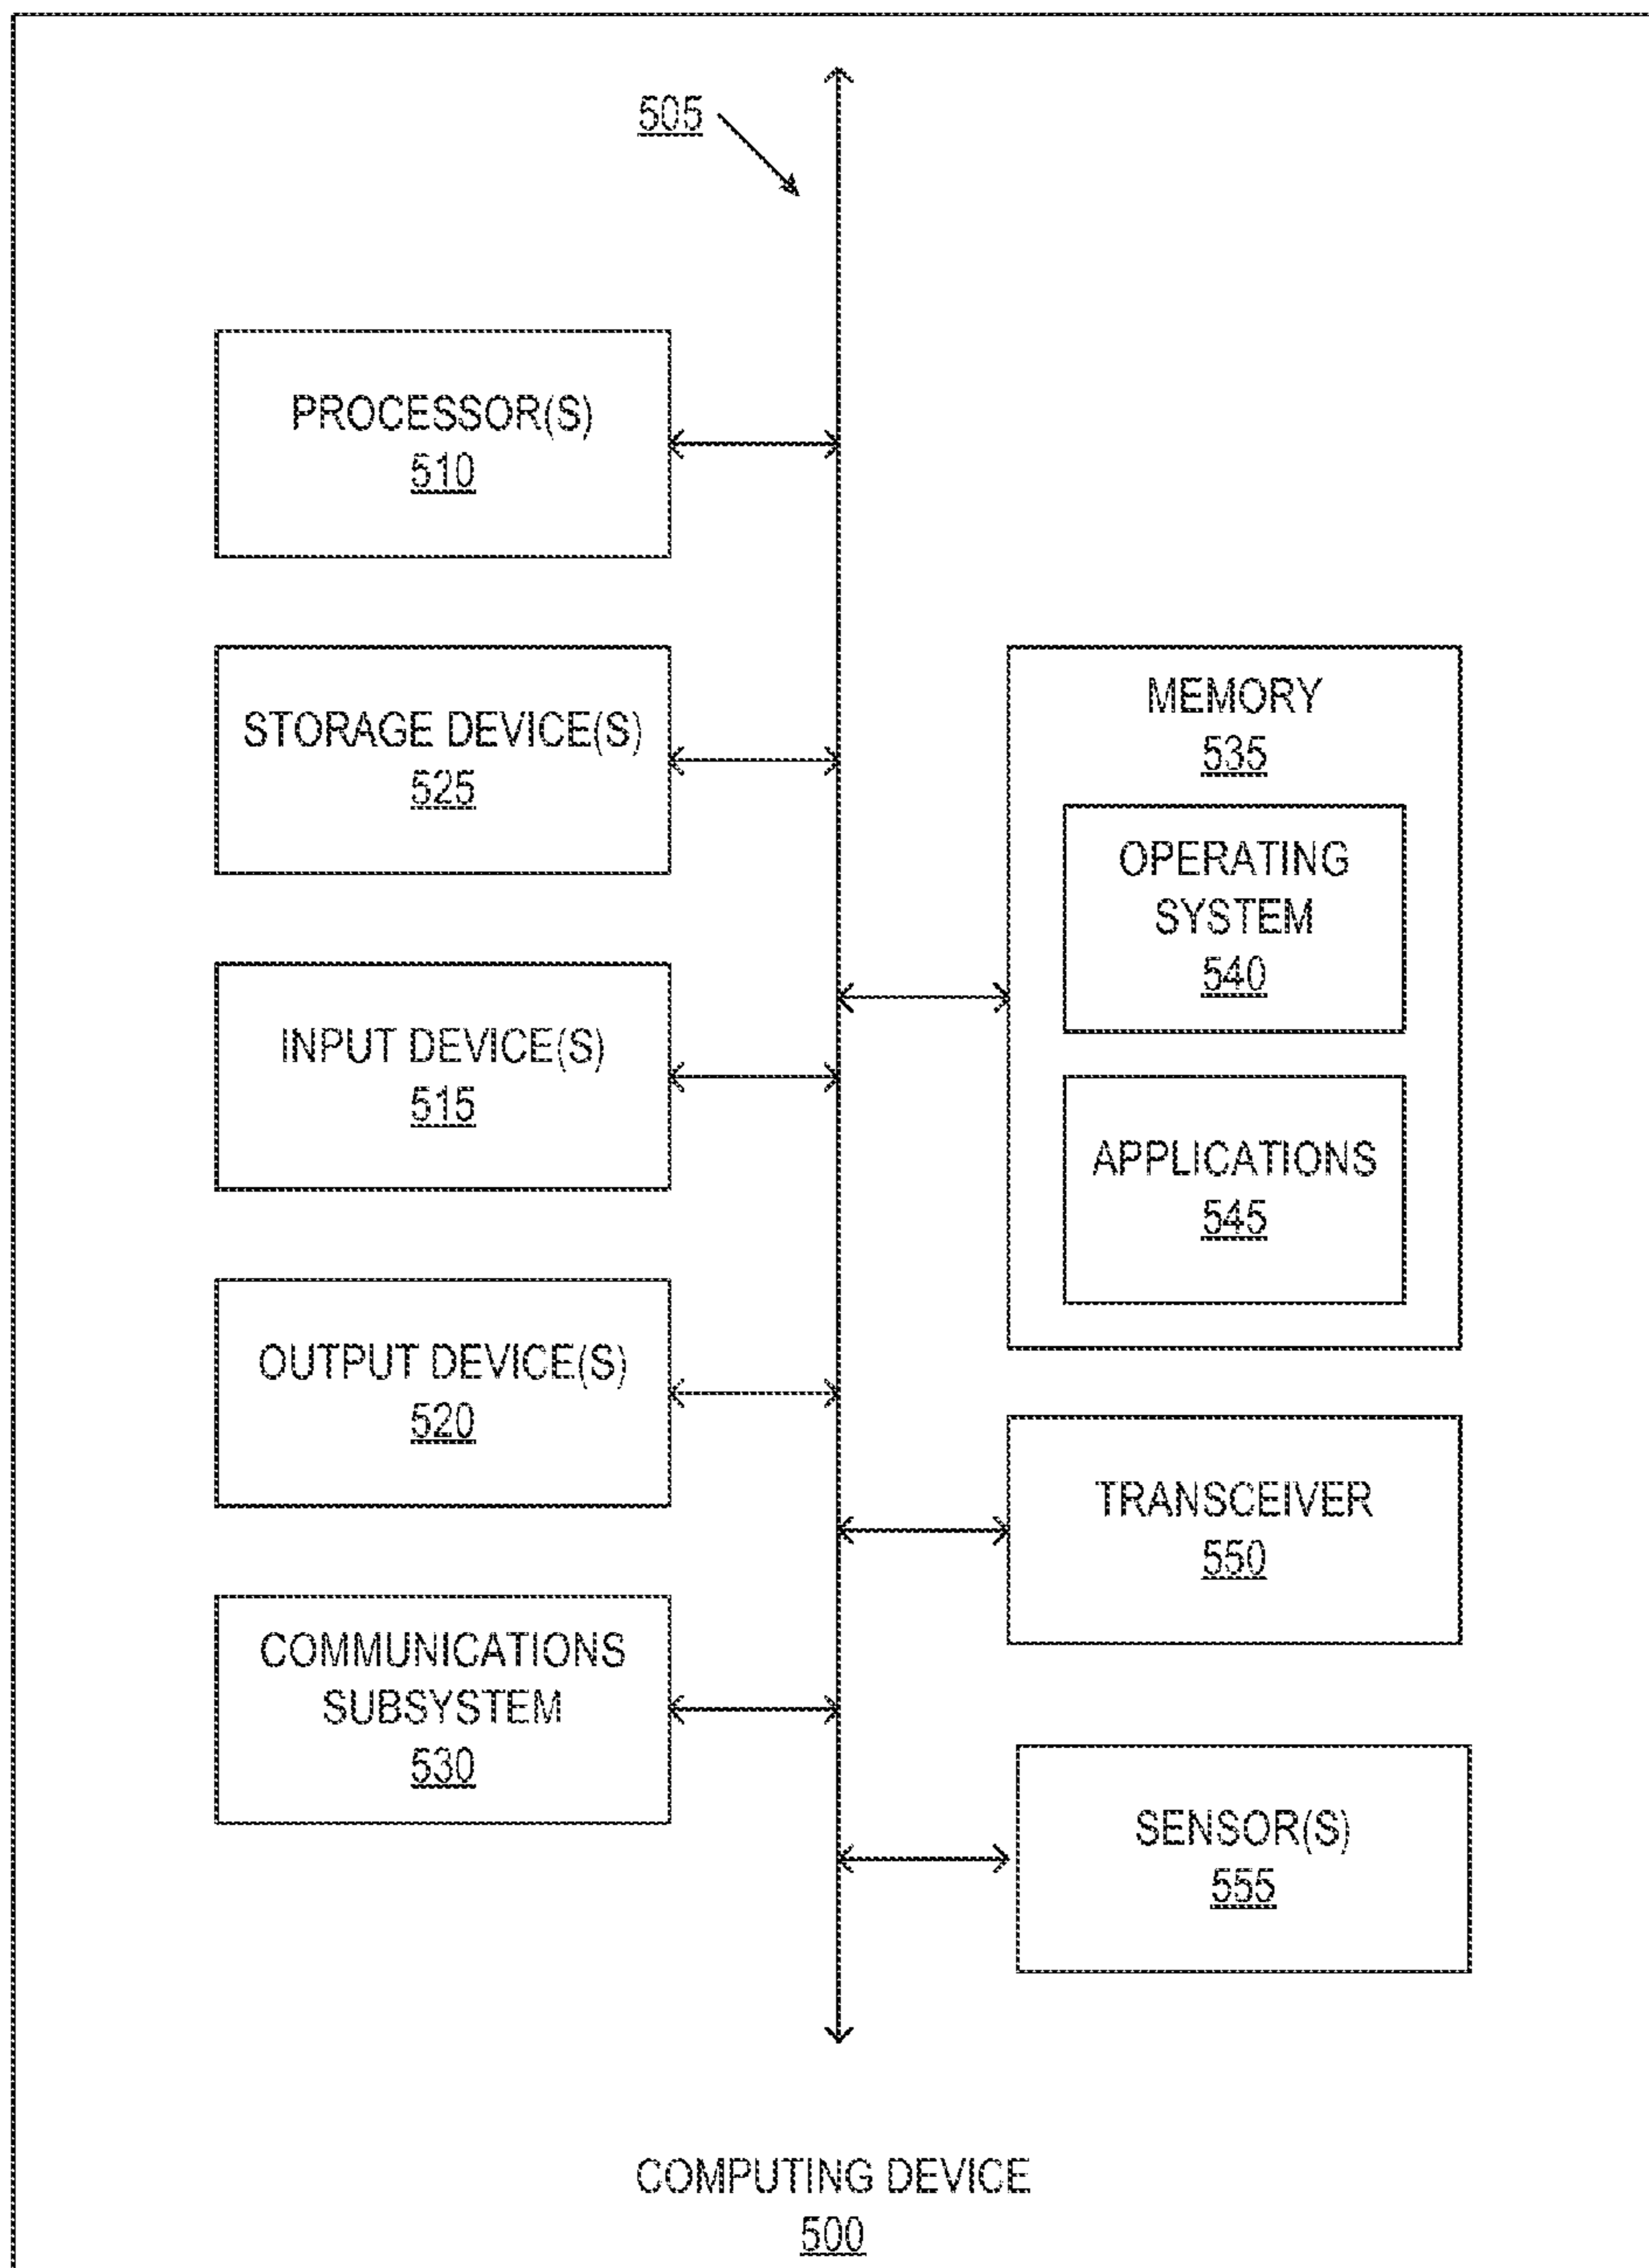 505
PROCESSOR(S)
510
STORAGE DEVICE(S)
525
INPUT DEVICE(S)
515
OUTPUT DEVICE(S)
520
COMMUNICATIONS
SUBSYSTEM
530
MEMORY
535
OPERATING
SYSTEM
540
APPLICATIONS
545
TRANSCEIVER
550
SENSOR(S)
555
COMPUTING DEVICE
500